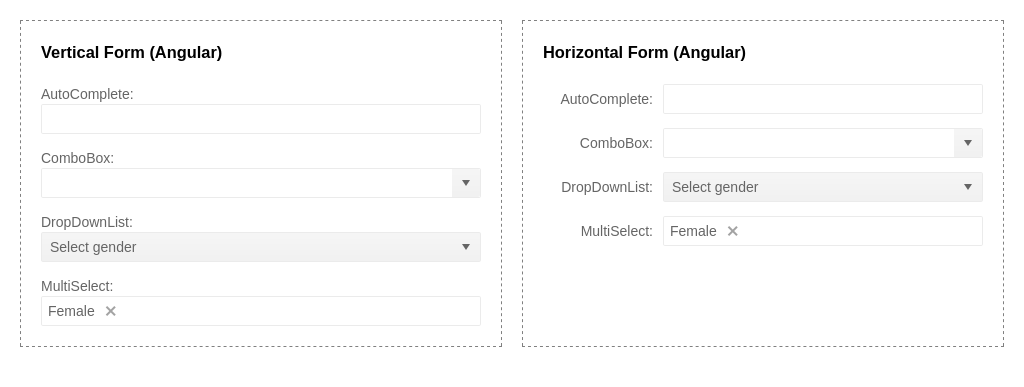 Vertical Form (Angular)
AutoComplete:
ComboBox:
DropDownList:
Select gender
MultiSelect:
Female
Horizontal Form (Angular)
AutoComplete:
ComboBox:
DropDownList: Select gender
MultiSelect: Female